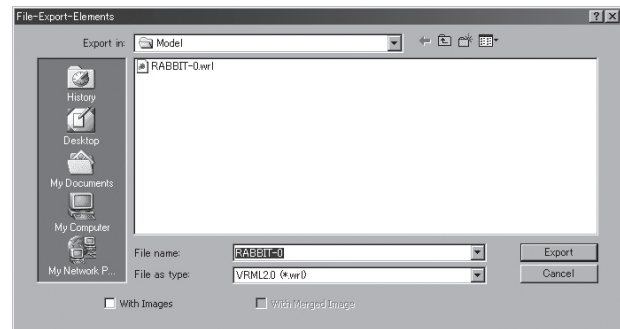 File-Export-Elements
Export in: Model
RABBIT-0.wrl
History
Desktop
My Documents
My Computer
My Network P...
File name: RABBIT-0
File as type: VRML2.0 (*.wrl)
Export
Cancel
With Images
With Merged Image